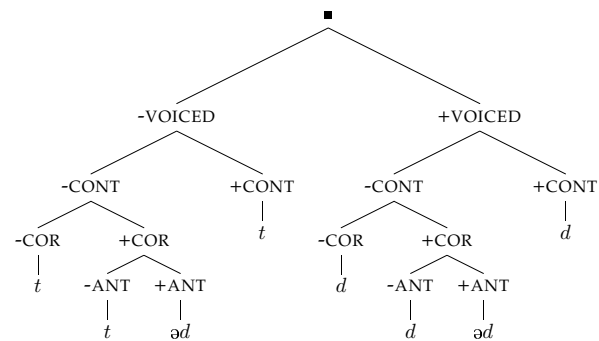 -VOICED +VOICED
-CONT +CONT -CONT +CONT
-COR +COR t -COR +COR d
t -ANT +ANT d -ANT +ANT
t əd d əd